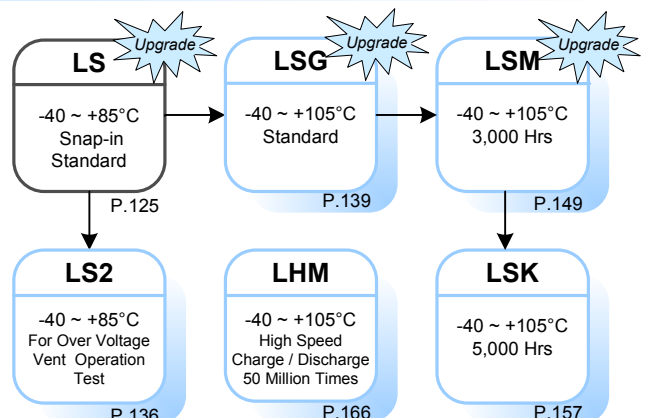 LS
Upgrade
-40 ~ +85°C
Snap-in
Standard
P.125
LSG
Upgrade
-40 ~ +105°C
Standard
P.139
LSM
Upgrade
-40 ~ +105°C
3,000 Hrs
P.149
LS2
-40 ~ +85°C
For Over Voltage
Vent Operation
Test
P.136
LHM
-40 ~ +105°C
High Speed
Charge / Discharge
50 Million Times
P.166
LSK
-40 ~ +105°C
5,000 Hrs
P.157